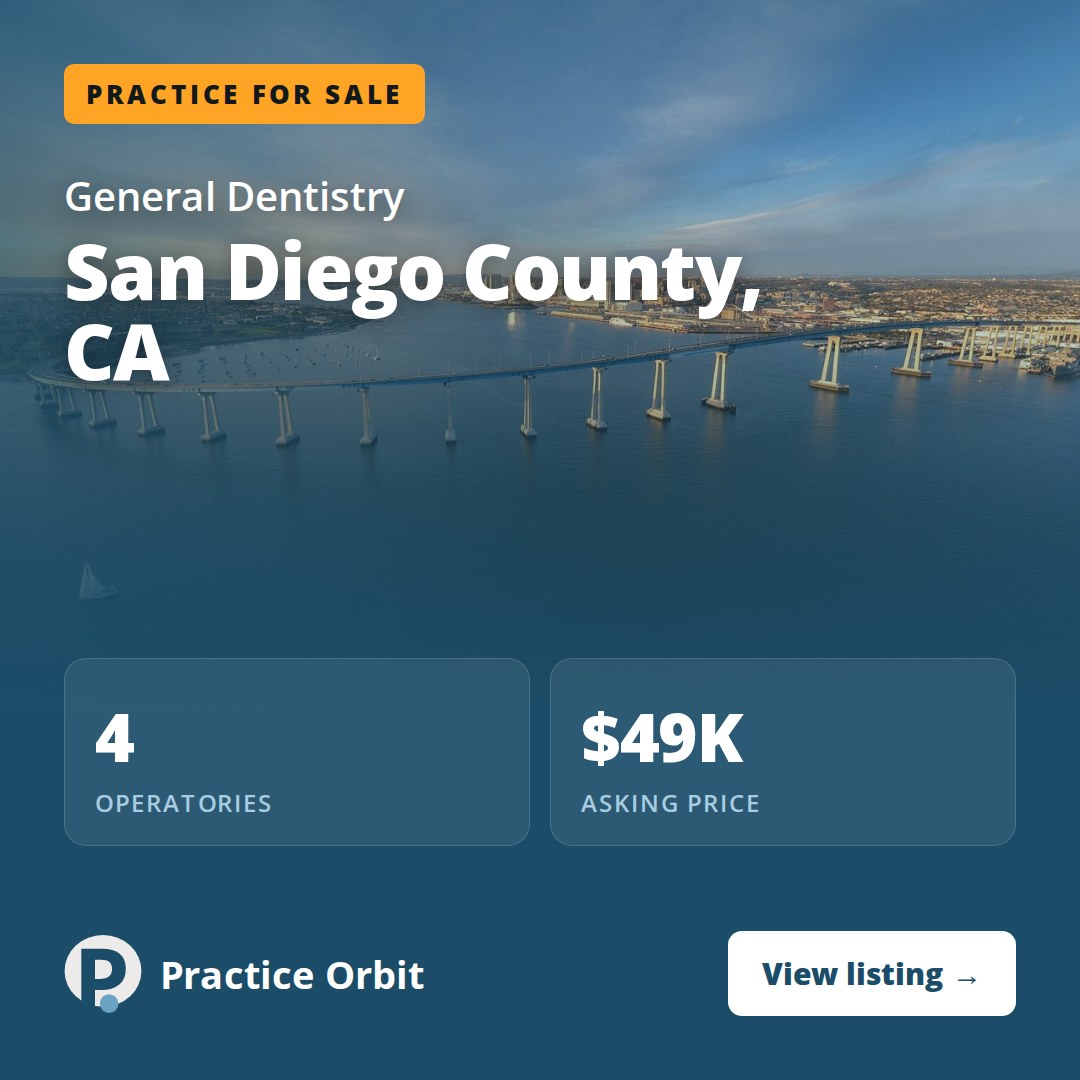 PRACTICE FOR SALE
General Dentistry
San Diego County,
CA
4
OPERATORIES
$49K
ASKING PRICE
Practice Orbit
View listing →